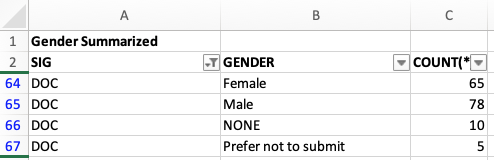 A B C
1 Gender Summarized
2 SIG GENDER COUNT(*
64 DOC Female 65
65 DOC Male 78
66 DOC NONE 10
67 DOC Prefer not to submit 5